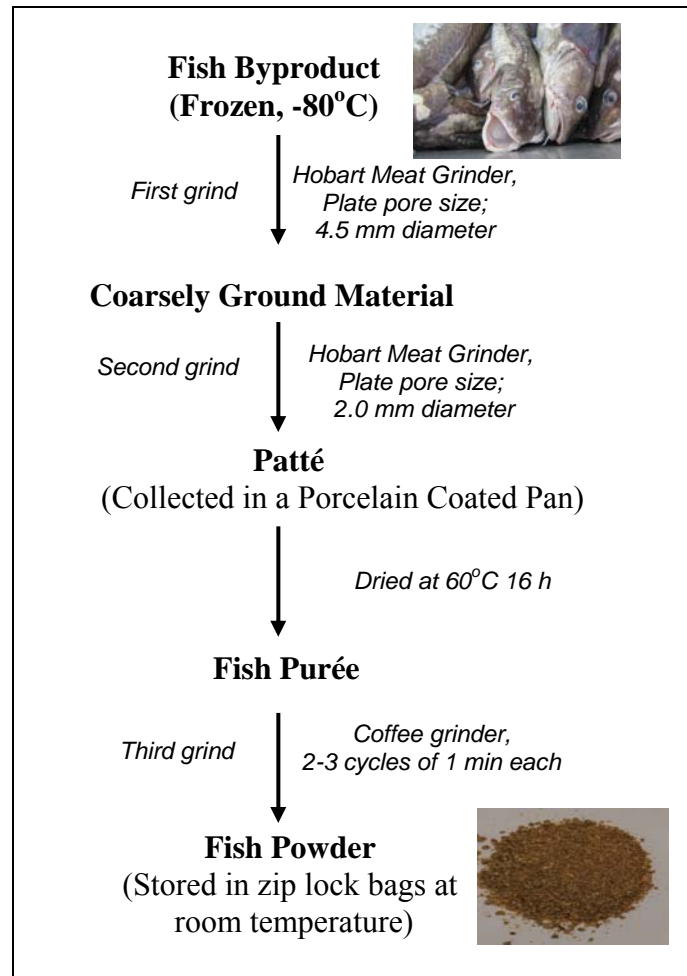 Fish Byproduct
(Frozen, -80°C)
First grind
Hobart Meat Grinder,
Plate pore size;
4.5 mm diameter
Coarsely Ground Material
Second grind
Hobart Meat Grinder,
Plate pore size;
2.0 mm diameter
Patté
(Collected in a Porcelain Coated Pan)
Dried at 60°C 16 h
Fish Purée
Third grind
Coffee grinder,
2-3 cycles of 1 min each
Fish Powder
(Stored in zip lock bags at
room temperature)